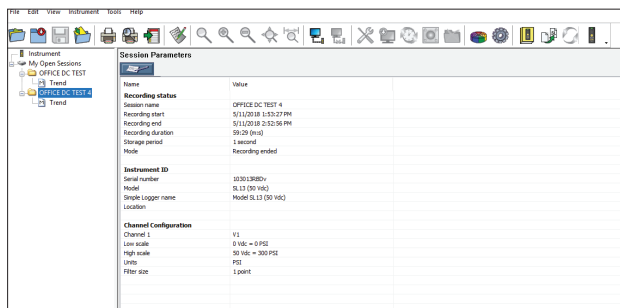 File Edit View Instrument Tools Help
Instrument
My Open Sessions
OFFICE DC TEST
Trend
OFFICE DC TEST 4
Trend
Session Parameters
Name Value
Recording status
Session name OFFICE DC TEST 4
Recording start 5/11/2018 1:53:27 PM
Recording end 5/11/2018 2:52:56 PM
Recording duration 59:29 (m:s)
Storage period 1 second
Mode Recording ended
Instrument ID
Serial number 103013RBDv
Model SL13 (50 Vdc)
Simple Logger name Model SL13 (50 Vdc)
Location
Channel Configuration
Channel 1 V1
Low scale 0 Vdc = 0 PSI
High scale 50 Vdc = 300 PSI
Units PSI
Filter size 1 point